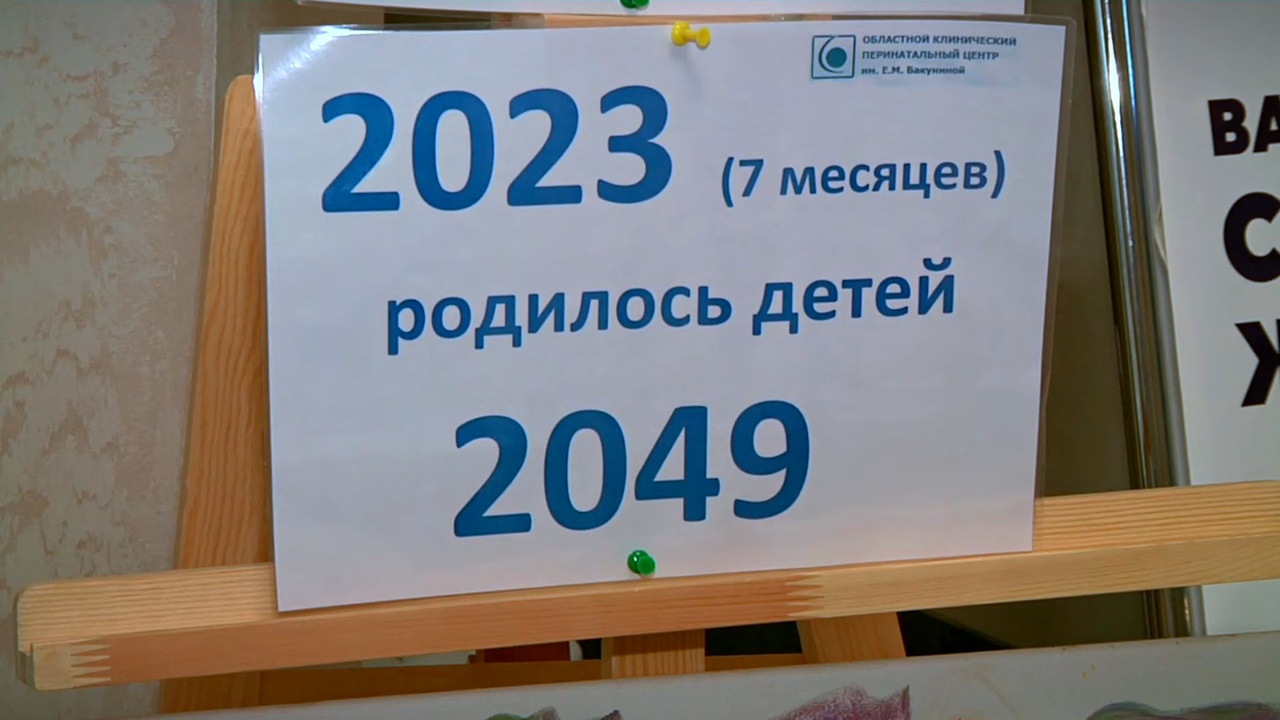 ОБЛАСТНОЙ КЛИНИЧЕСКИЙ
ПЕРИНАТАЛЬНЫЙ ЦЕНТР
им. Е.М. Бакуниной
2023 (7 месяцев)
родилось детей
2049